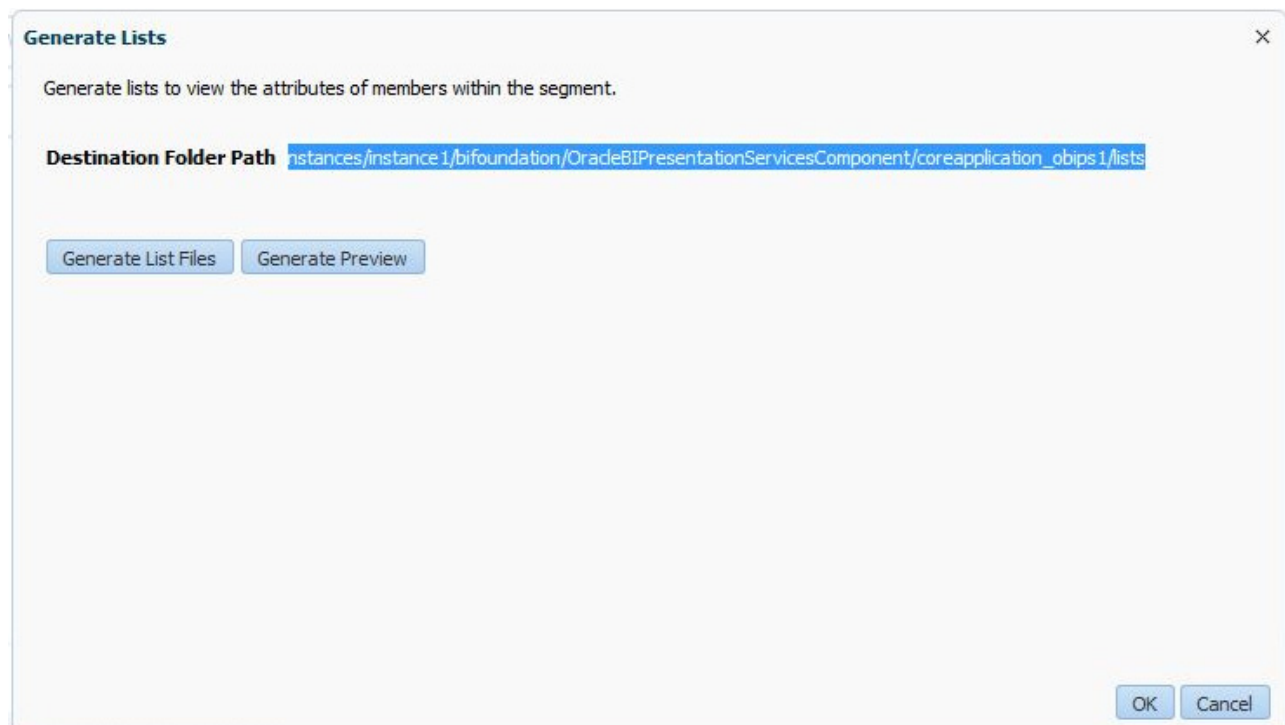 Generate Lists
Generate lists to view the attributes of members within the segment.
Destination Folder Path nstances/instance1/bifoundation/OracleBIPresentationServicesComponent/coreapplication_obips1/lists
Generate List Files Generate Preview
OK Cancel